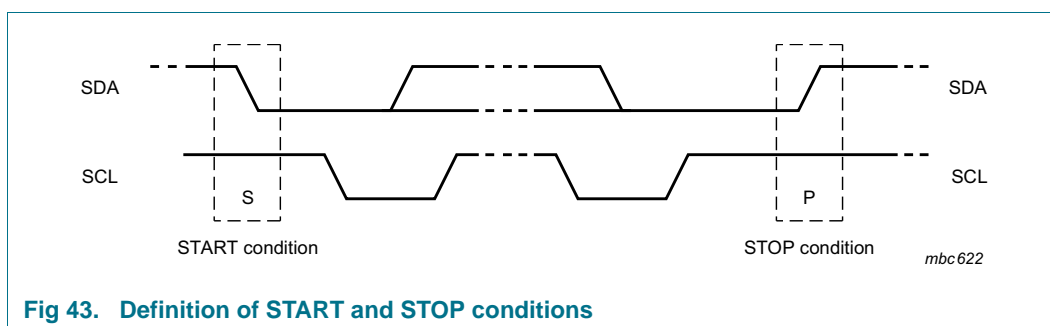 SDA
SDA
SCL
SCL
S
P
START condition
STOP condition
mbc622
Fig 43. Definition of START and STOP conditions